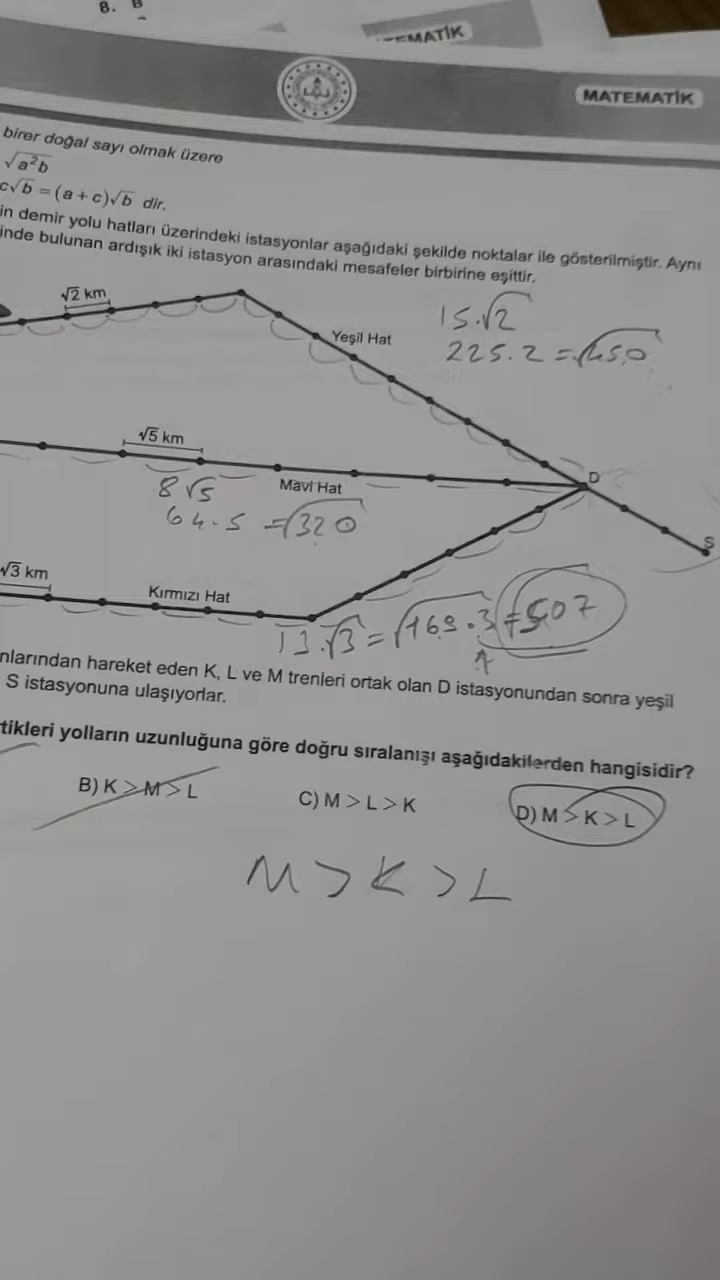 8. B
EMATİK
MATEMATİK
birer doğal sayı olmak üzere
√a²b
c√b = (a + c)√b dir.
in demir yolu hatları üzerindeki istasyonlar aşağıdaki şekilde noktalar ile gösterilmiştir. Aynı
inde bulunan ardışık iki istasyon arasındaki mesafeler birbirine eşittir.
√2 km
15.√2
Yeşil Hat
225.2 = √450
√5 km
D
8√5
Mavi Hat
64.5 = √320
S
√3 km
Kırmızı Hat
13.√3 = √169.3 = 507
nlarından hareket eden K, L ve M trenleri ortak olan D istasyonundan sonra yeşil
S istasyonuna ulaşıyorlar.
tikleri yolların uzunluğuna göre doğru sıralanışı aşağıdakilerden hangisidir?
B) K > M > L
C) M > L > K
D) M > K > L
M > K > L